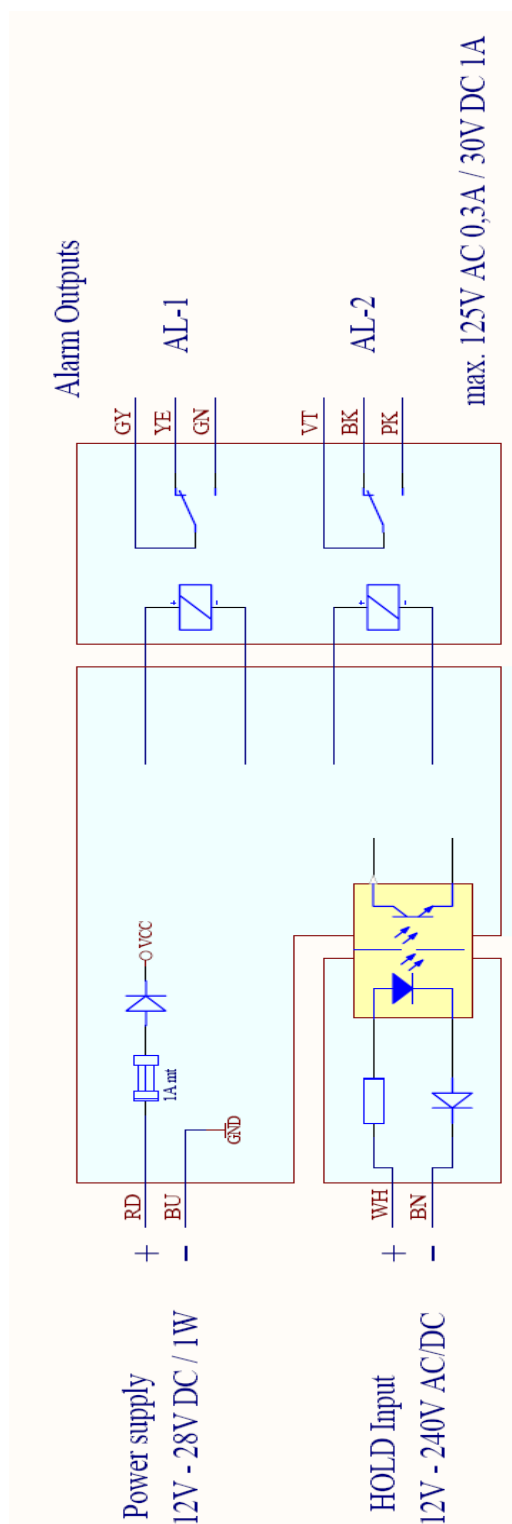 Alarm Outputs
AL-1
AL-2
max. 125V AC 0,3A / 30V DC 1A
GY
YE
GN
VT
BK
PK
+
-
+
-
VCC
1A mt
GND
RD
BU
+
-
WH
BN
+
-
Power supply
12V - 28V DC / 1W
HOLD Input
12V - 240V AC/DC